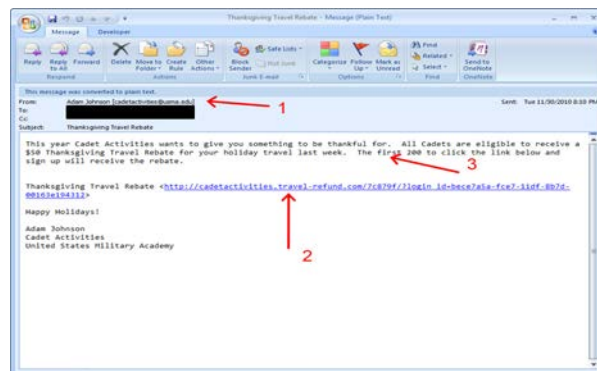 Thanksgiving Travel Rebate - Message (Plain Text)
Message Developer
Reply Reply to All Forward Delete Move to Folder Create Rule Other Actions Block Sender Safe Lists Not Junk Categorize Follow Up Mark as Unread Find Related Select Send to OneNote
Respond Actions Junk E-mail Options Find OneNote
This message was converted to plain text.
From: Adam Johnson [cadetactivities@usma.edu] Sent: Tue 11/30/2010 8:10 PM
1
To:
Cc:
Subject: Thanksgiving Travel Rebate
This year Cadet Activities wants to give you something to be thankful for. All Cadets are eligible to receive a
$50 Thanksgiving Travel Rebate for your holiday travel last week. The first 200 to click the link below and
sign up will receive the rebate.
3
Thanksgiving Travel Rebate <http://cadetactivities.travel-refund.com/7c879f/?login_id=bece7a5a-fce7-11df-8b7d-
00163e194312>
Happy Holidays!
2
Adam Johnson
Cadet Activities
United States Military Academy